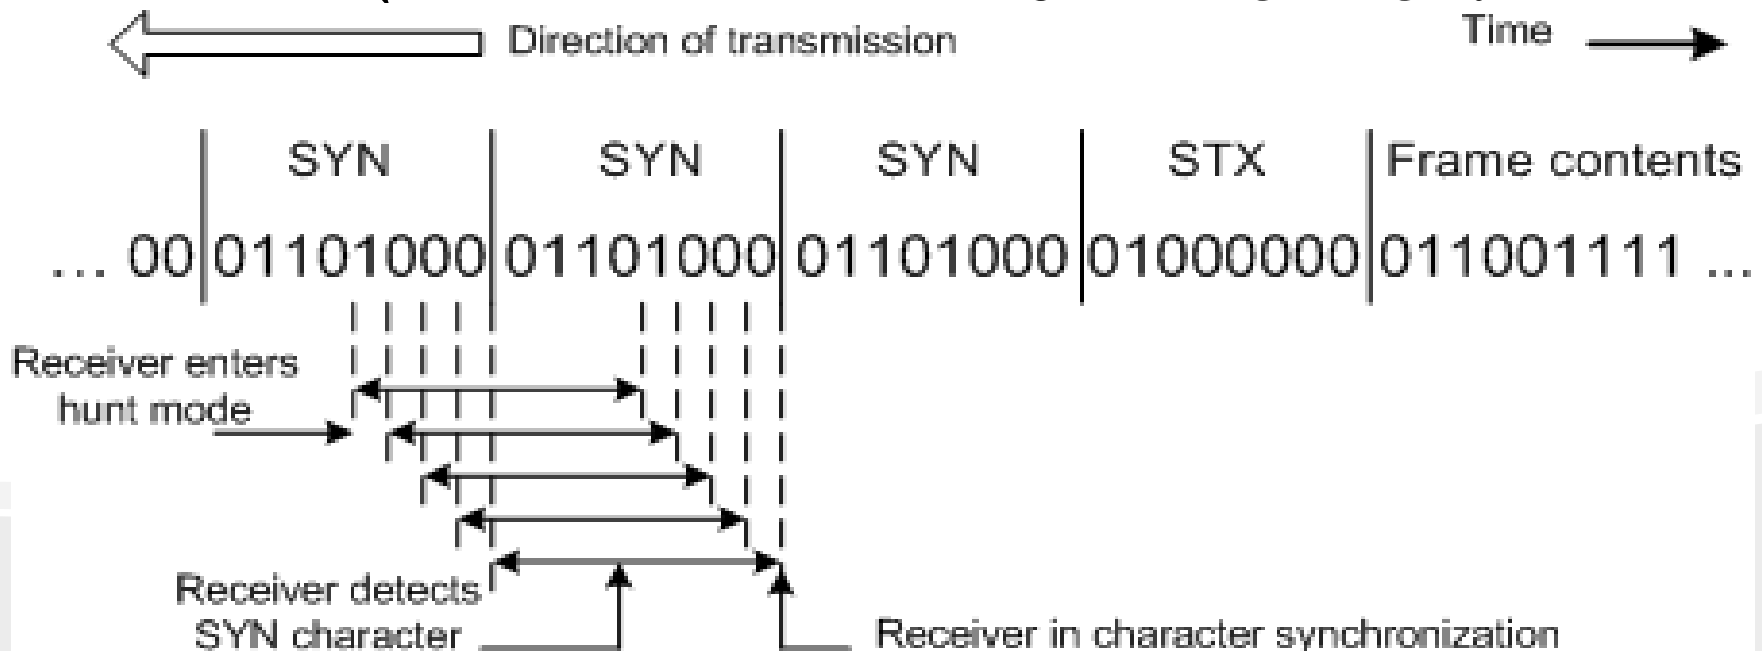 Direction of transmission
Time
SYN SYN SYN STX Frame contents
... 00 01101000 01101000 01101000 01000000 011001111 ...
Receiver enters
hunt mode
Receiver detects
SYN character
Receiver in character synchronization